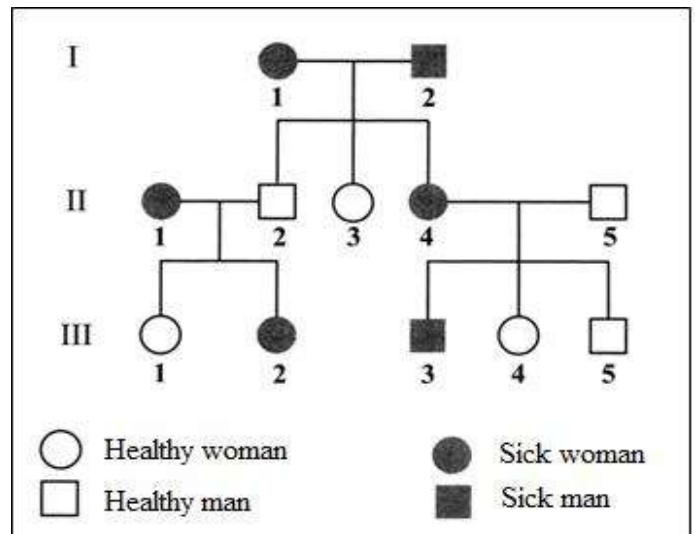 I
1 2
II
1 2 3 4 5
III
1 2 3 4 5
Healthy woman Sick woman
Healthy man Sick man